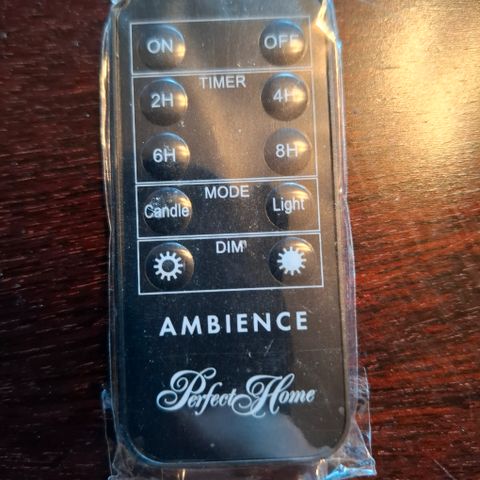 ON OFF
TIMER
2H 4H
6H 8H
MODE
Candle Light
DIM
AMBIENCE
Perfect Home